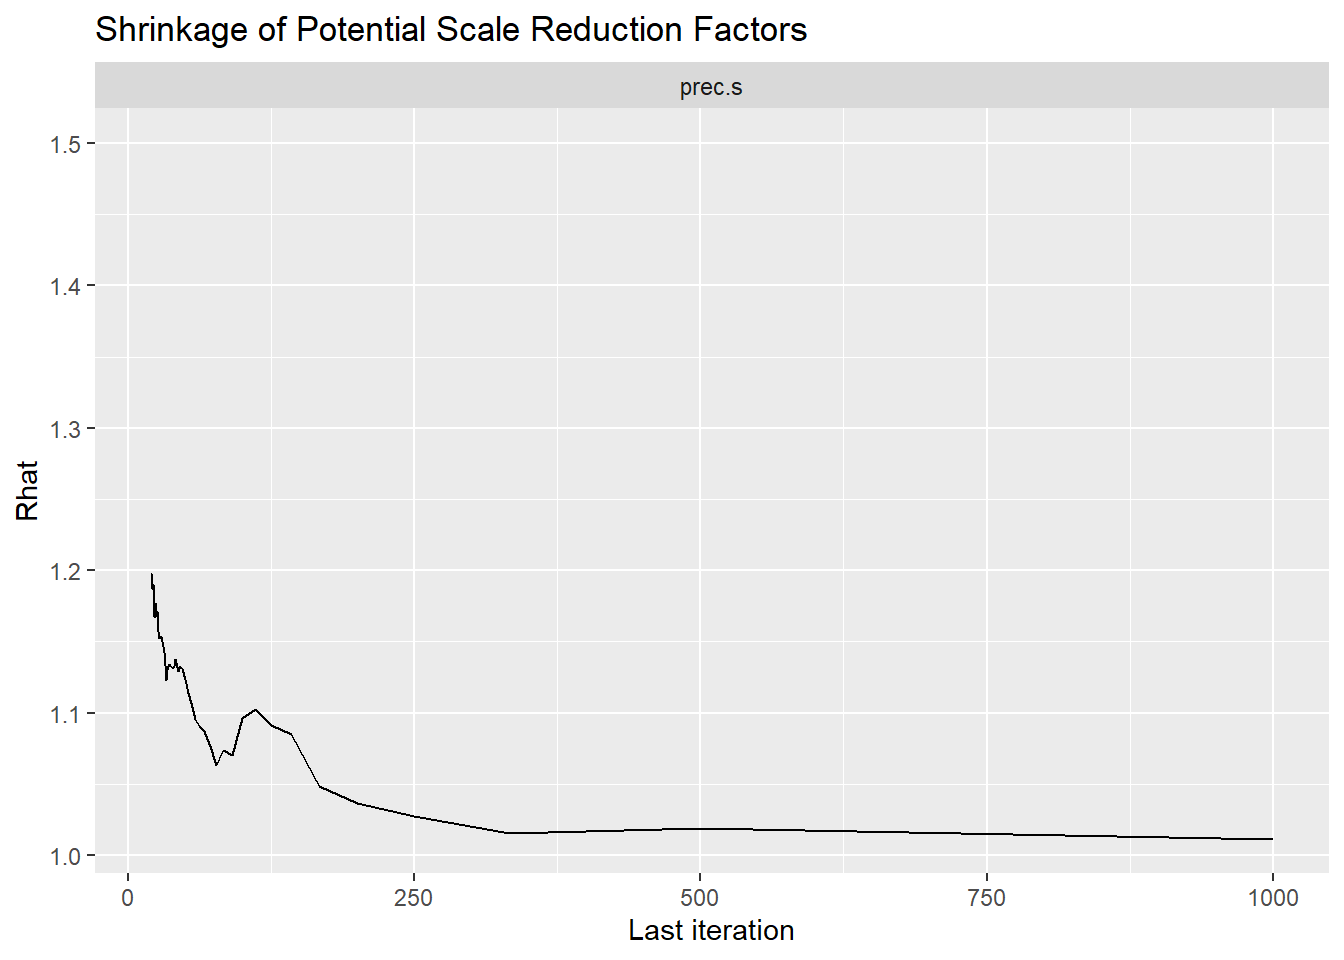 Shrinkage of Potential Scale Reduction Factors
prec.s
1.5
1.4
1.3
1.2
1.1
1.0
Rhat
0 250 500 750 1000
Last iteration